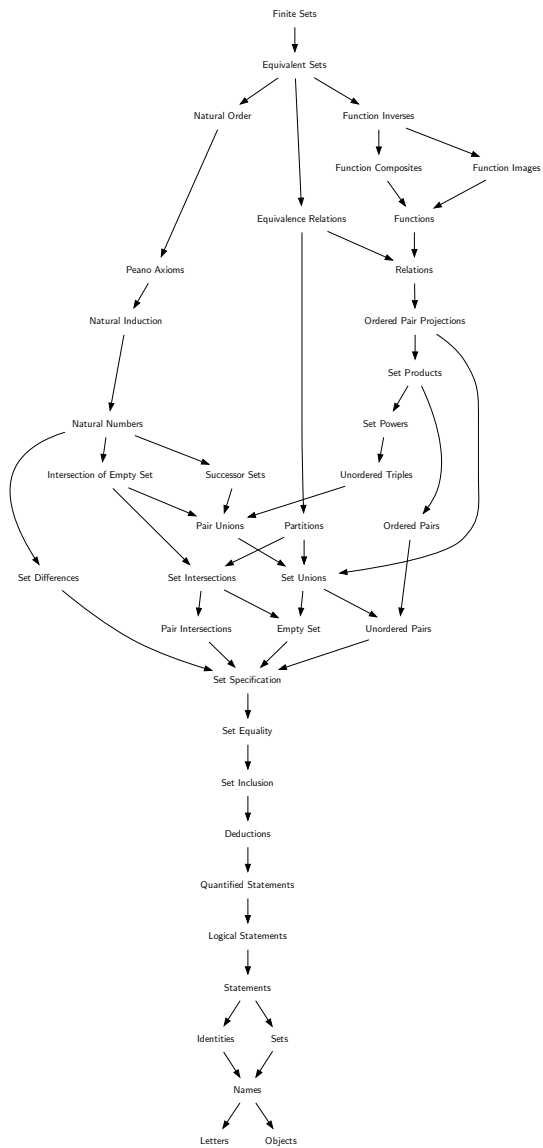 Finite Sets
Equivalent Sets
Natural Order
Function Inverses
Function Composites
Function Images
Equivalence Relations
Functions
Peano Axioms
Relations
Natural Induction
Ordered Pair Projections
Set Products
Natural Numbers
Set Powers
Intersection of Empty Set
Successor Sets
Unordered Triples
Pair Unions
Partitions
Ordered Pairs
Set Differences
Set Intersections
Set Unions
Pair Intersections
Empty Set
Unordered Pairs
Set Specification
Set Equality
Set Inclusion
Deductions
Quantified Statements
Logical Statements
Statements
Identities
Sets
Names
Letters
Objects